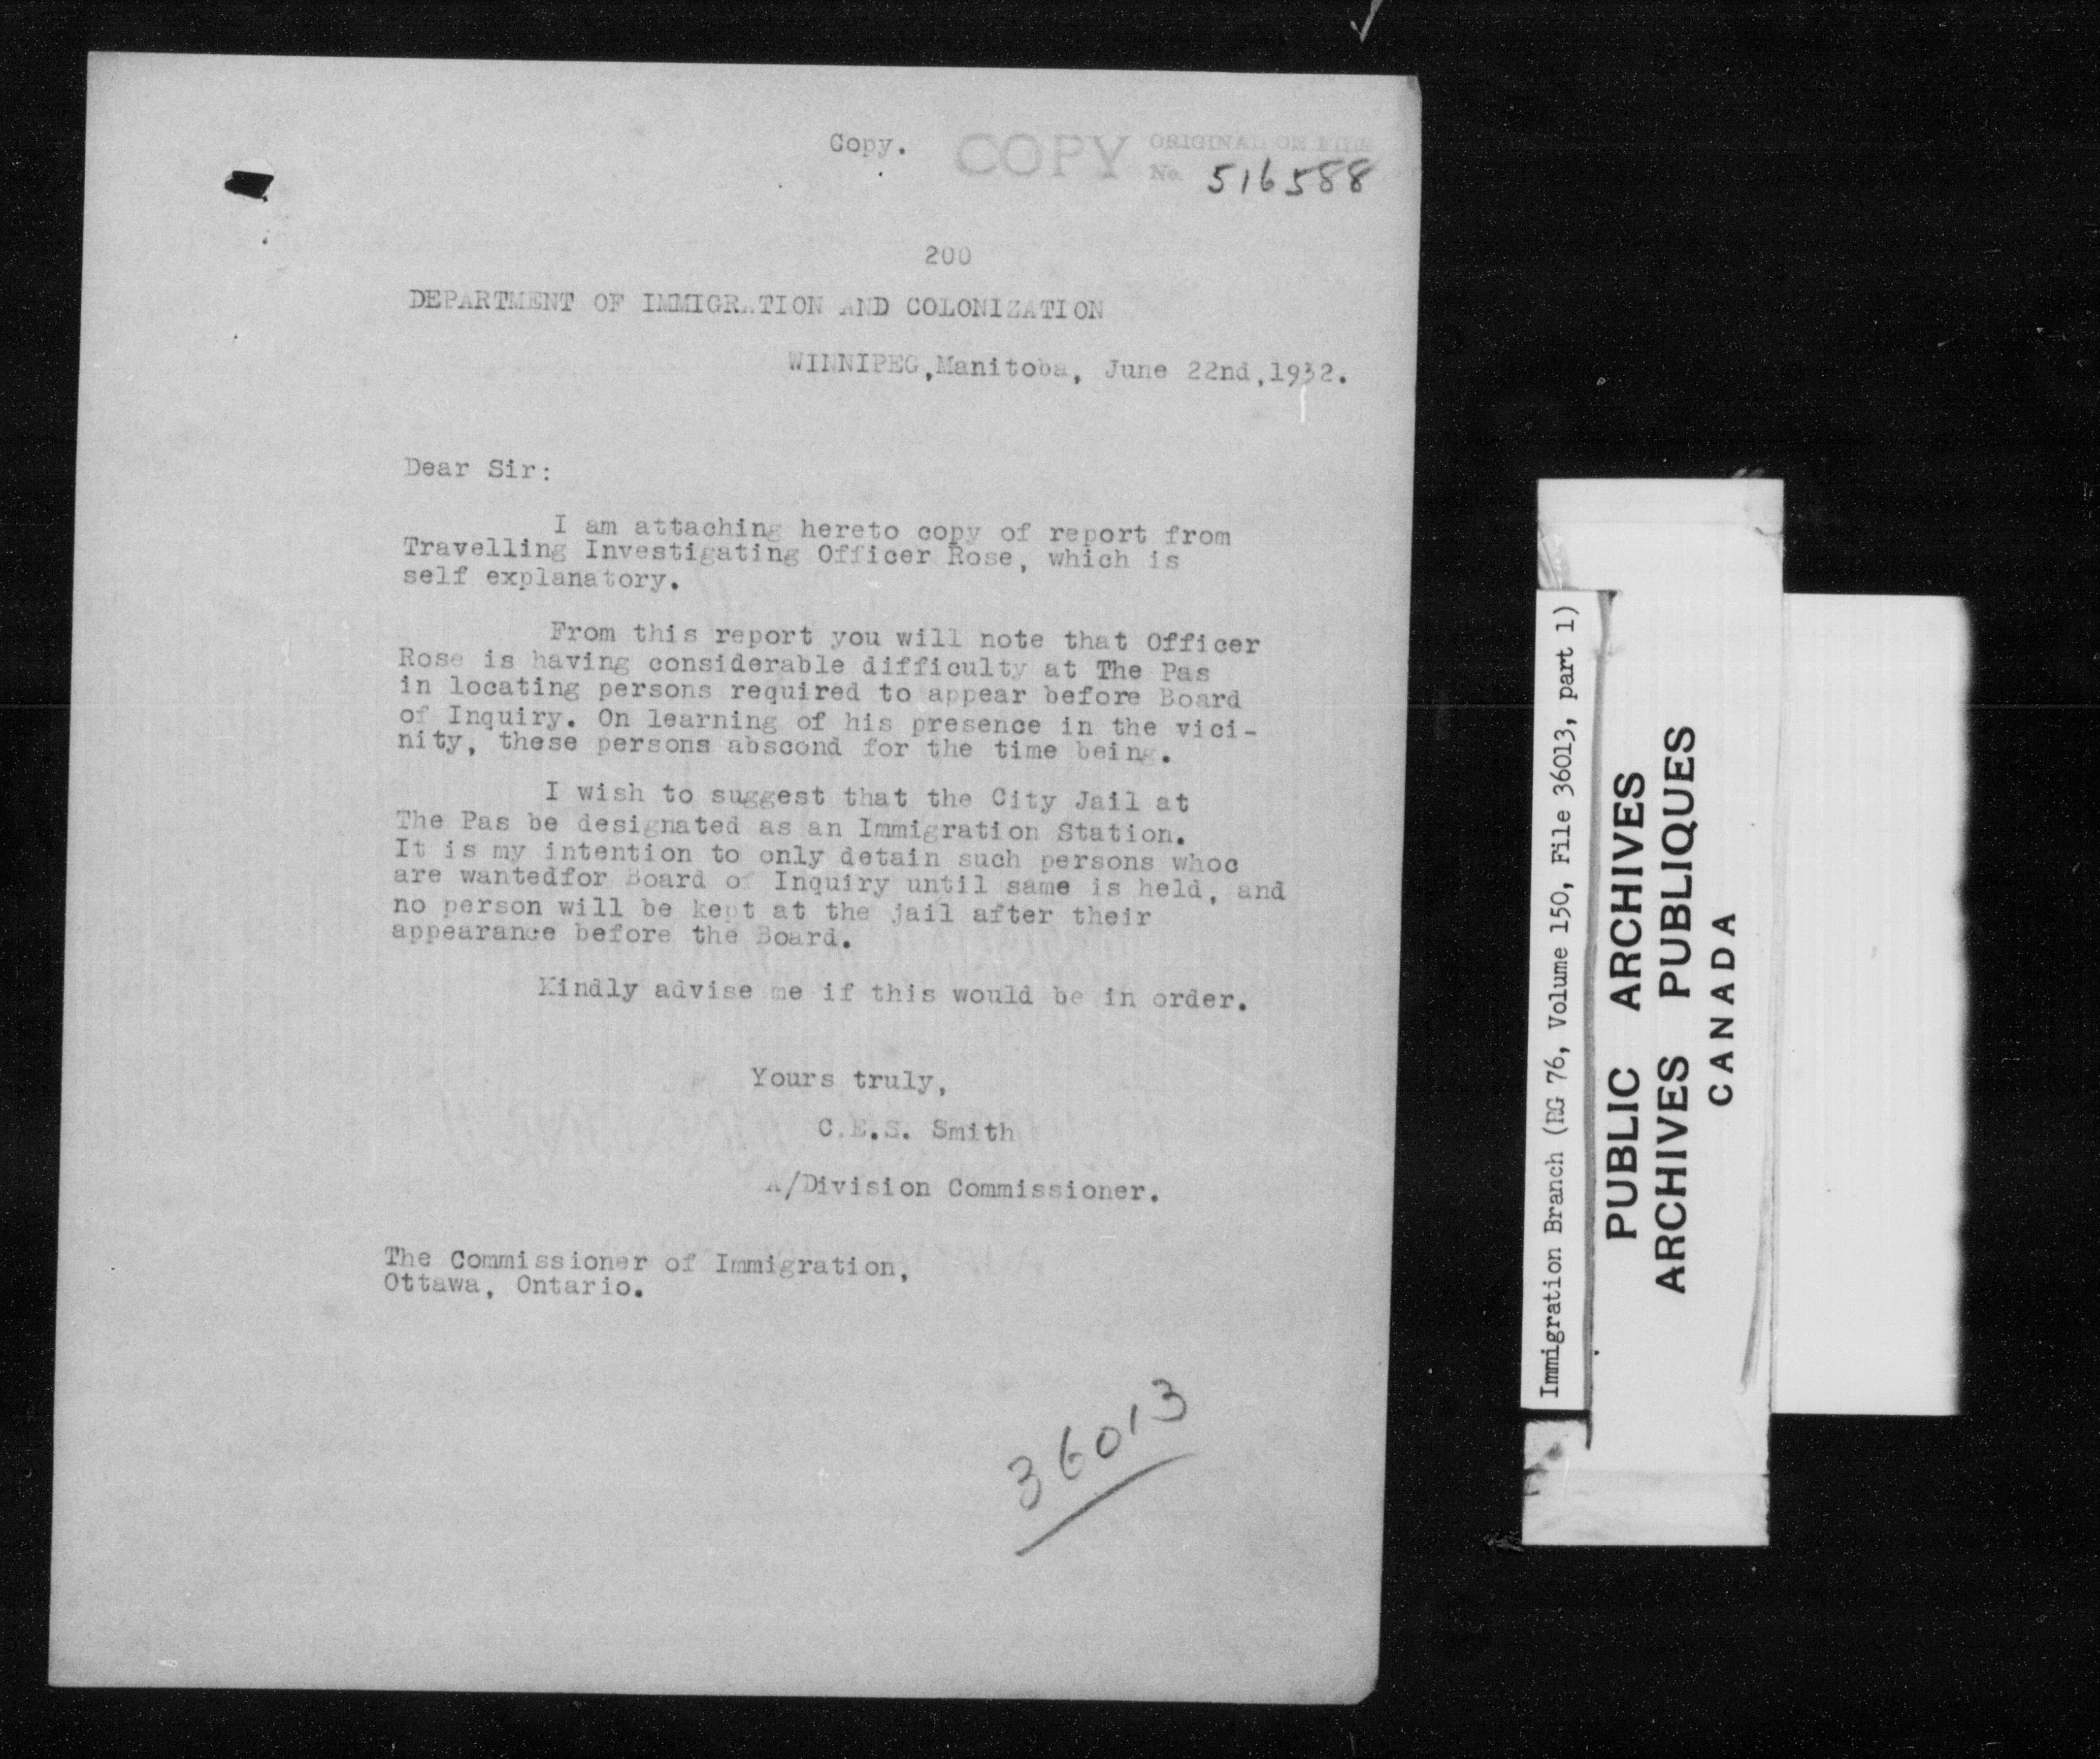 Copy. COPY ORIGINAL ON FILE
No. 516588
200
DEPARTMENT OF IMMIGRATION AND COLONIZATION
WINNIPEG,Manitoba, June 22nd,1932.
Dear Sir:
I am attaching hereto copy of report from
Travelling Investigating Officer Rose, which is
self explanatory.
From this report you will note that Officer
Rose is having considerable difficulty at The Pas
in locating persons required to appear before Board
of Inquiry. On learning of his presence in the vici-
nity, these persons abscond for the time being.
I wish to suggest that the City Jail at
The Pas be designated as an Immigration Station.
It is my intention to only detain such persons whoc
are wantedfor Board of Inquiry until same is held, and
no person will be kept at the jail after their
appearance before the Board.
Kindly advise me if this would be in order.
Yours truly,
C.E.S. Smith
A/Division Commissioner.
The Commissioner of Immigration,
Ottawa, Ontario.
36013
Immigration Branch (RG 76, Volume 150, File 36013, part 1)
PUBLIC ARCHIVES
ARCHIVES PUBLIQUES
CANADA